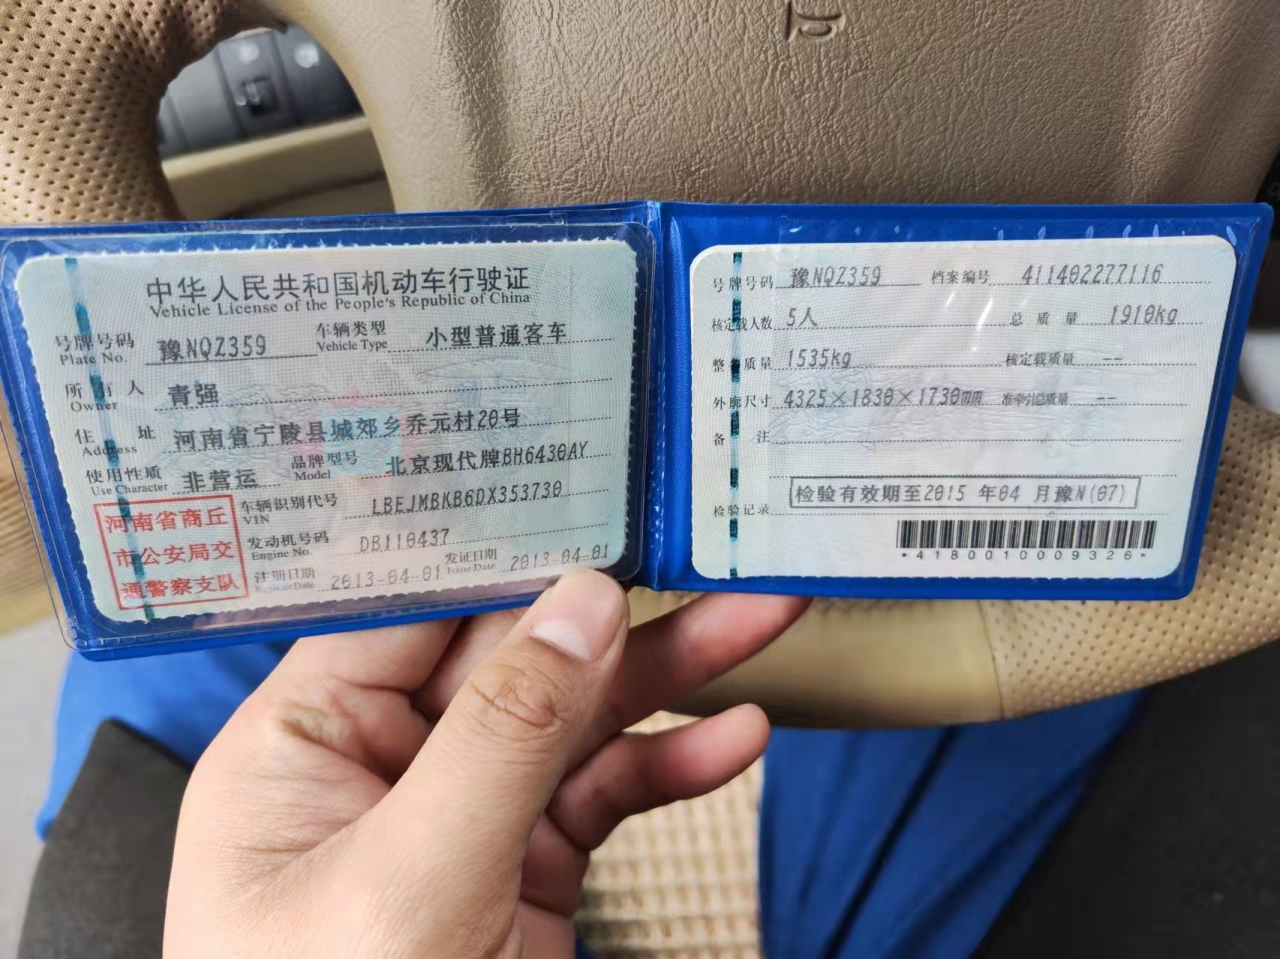 中华人民共和国机动车行驶证
Vehicle License of the People's Republic of China
号牌号码 豫NQZ359 车辆类型 小型普通客车
Plate No. Vehicle Type
所有人 青强
Owner
住址 河南省宁陵县城郊乡乔元村20号
Address
使用性质 非营运 品牌型号 北京现代牌BH6430AY
Use Character Model
车辆识别代号 LBEJMBKB6DX353730
VIN
发动机号码 DB110437
Engine No.
注册日期 2013-04-01 发证日期 2013-04-01
Register Date Issue Date
河南省商丘
市公安局交
通警察支队
号牌号码 豫NQZ359 档案编号 411402277116
核定载人数 5人 总质量 1910kg
整备质量 1535kg 核定载质量 --
外廓尺寸 4325×1830×1730mm 准牵引总质量 --
备注
检验有效期至2015 年04 月豫N(07)
检验记录
*4180010009326*